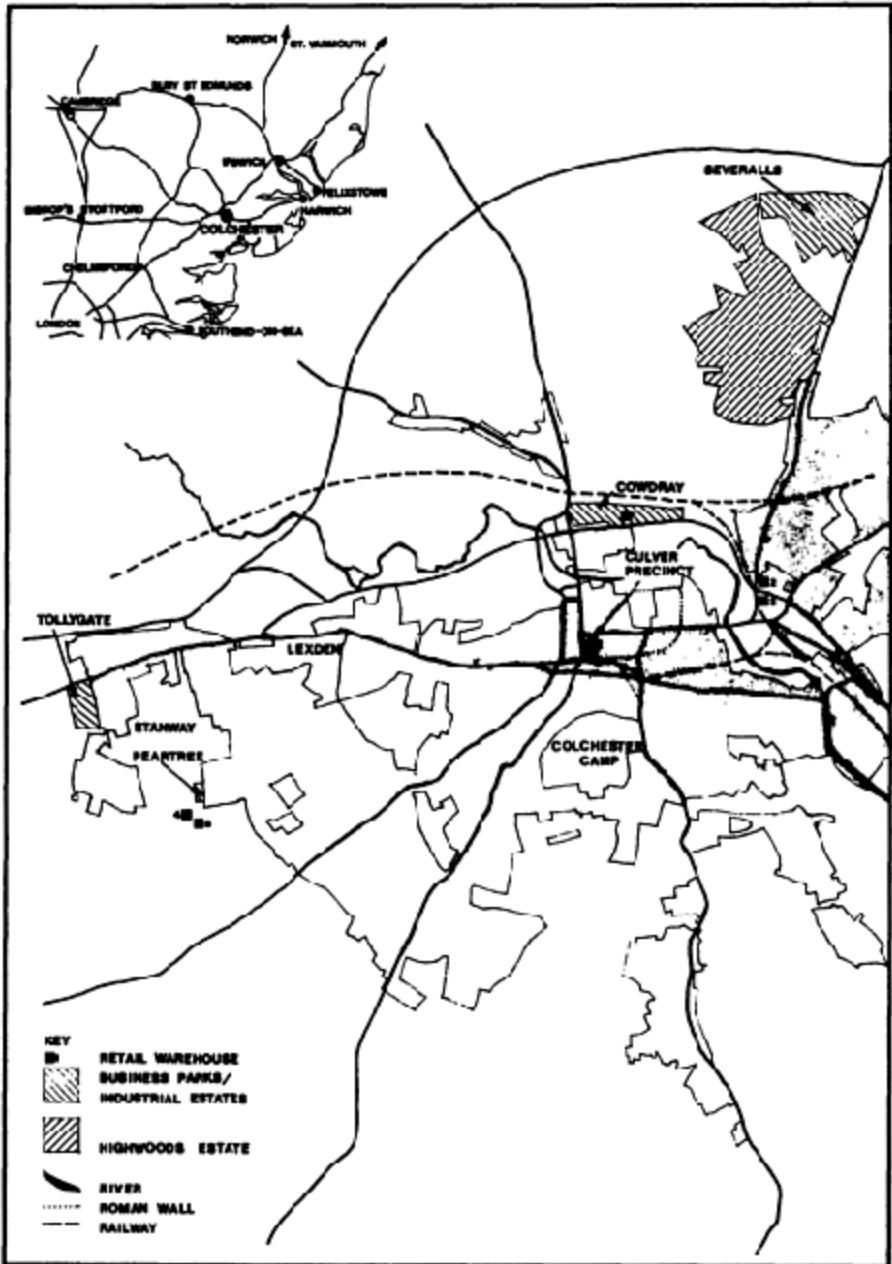 NORWICH
GT. YARMOUTH
BURY ST EDMUNDS
CAMBRIDGE
IPSWICH
FELIXSTOWE
HARWICH
BISHOP'S STORTFORD
COLCHESTER
CHELMSFORD
LONDON
SOUTHEND-ON-SEA
SEVERALLS
COWDRAY
CULVER
PRECINCT
TOLLYGATE
LEXDEN
STANWAY
PEARTREE
COLCHESTER
CAMP
KEY
RETAIL WAREHOUSE
BUSINESS PARKS/
INDUSTRIAL ESTATES
HIGHWOODS ESTATE
RIVER
ROMAN WALL
RAILWAY